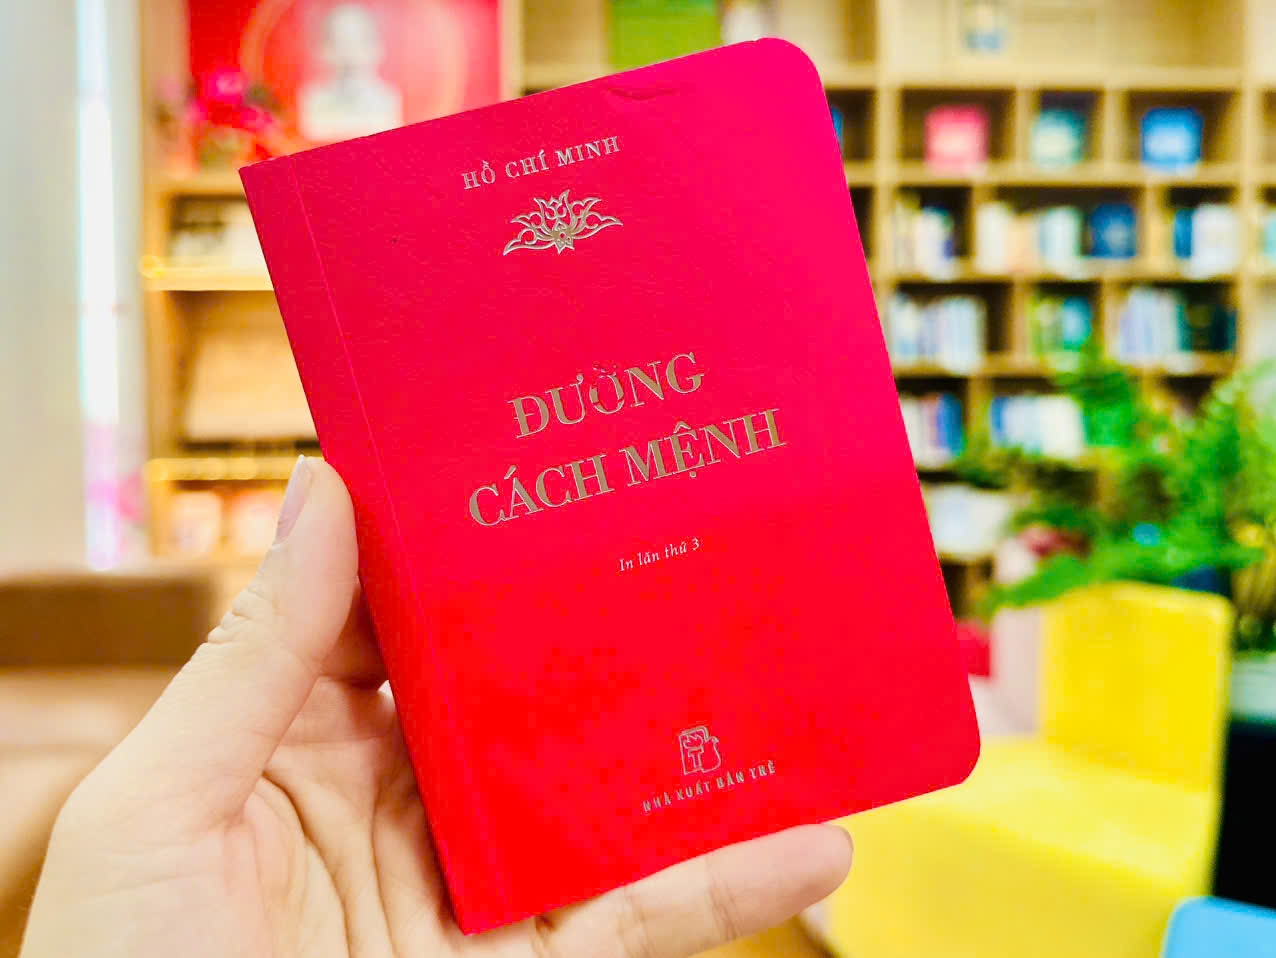 HỒ CHÍ MINH
ĐƯỜNG
CÁCH MỆNH
In lần thứ 3
NHÀ XUẤT BẢN TRẺ